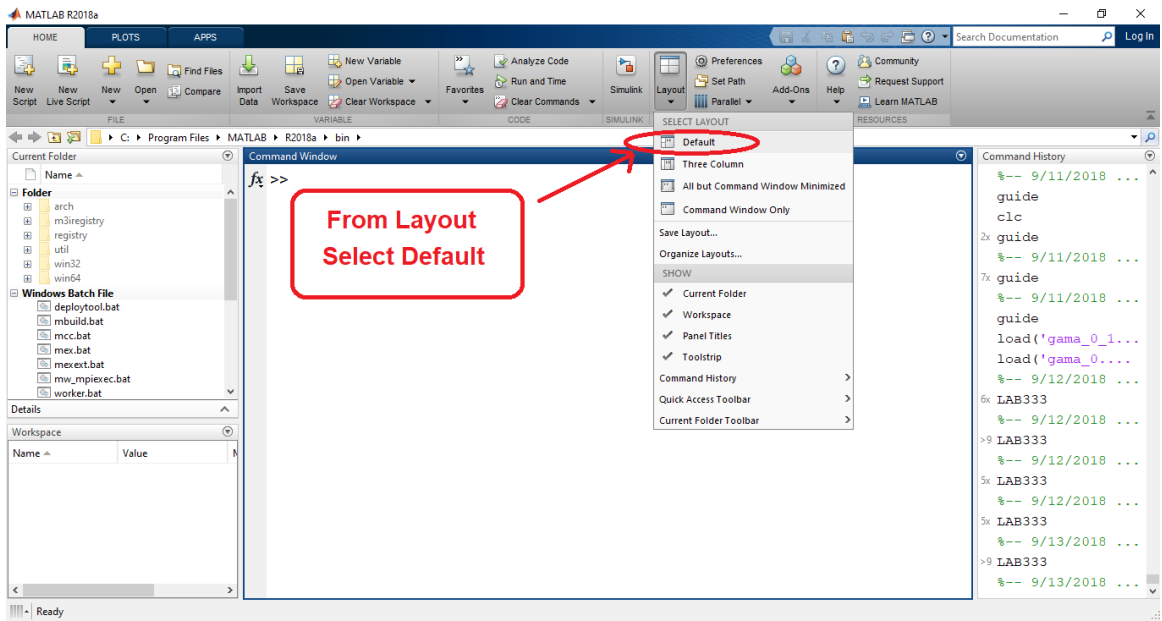 MATLAB R2018a
HOME PLOTS APPS
Search Documentation Log In
New Script
New Live Script
New
Open
Find Files
Compare
FILE
Import Data
Save Workspace
New Variable
Open Variable
Clear Workspace
VARIABLE
Favorites
Analyze Code
Run and Time
Clear Commands
CODE
Simulink
SIMULINK
Layout
Preferences
Set Path
Parallel
Add-Ons
Help
Community
Request Support
Learn MATLAB
RESOURCES
C: Program Files MATLAB R2018a bin
Current Folder
Name
Folder
arch
m3iregistry
registry
util
win32
win64
Windows Batch File
deploytool.bat
mbuild.bat
mcc.bat
mex.bat
mexext.bat
mw_mpiexec.bat
worker.bat
Details
Workspace
Name Value
Command Window
fx >>
From Layout
Select Default
SELECT LAYOUT
Default
Three Column
All but Command Window Minimized
Command Window Only
Save Layout...
Organize Layouts...
SHOW
Current Folder
Workspace
Panel Titles
Toolstrip
Command History
Quick Access Toolbar
Current Folder Toolbar
Command History
%-- 9/11/2018 ...
guide
clc
2x guide
%-- 9/11/2018 ...
7x guide
%-- 9/11/2018 ...
guide
load('gama_0_1...
load('gama_0....
%-- 9/12/2018 ...
6x LAB333
%-- 9/12/2018 ...
>9 LAB333
%-- 9/12/2018 ...
5x LAB333
%-- 9/12/2018 ...
5x LAB333
%-- 9/13/2018 ...
>9 LAB333
%-- 9/13/2018 ...
Ready